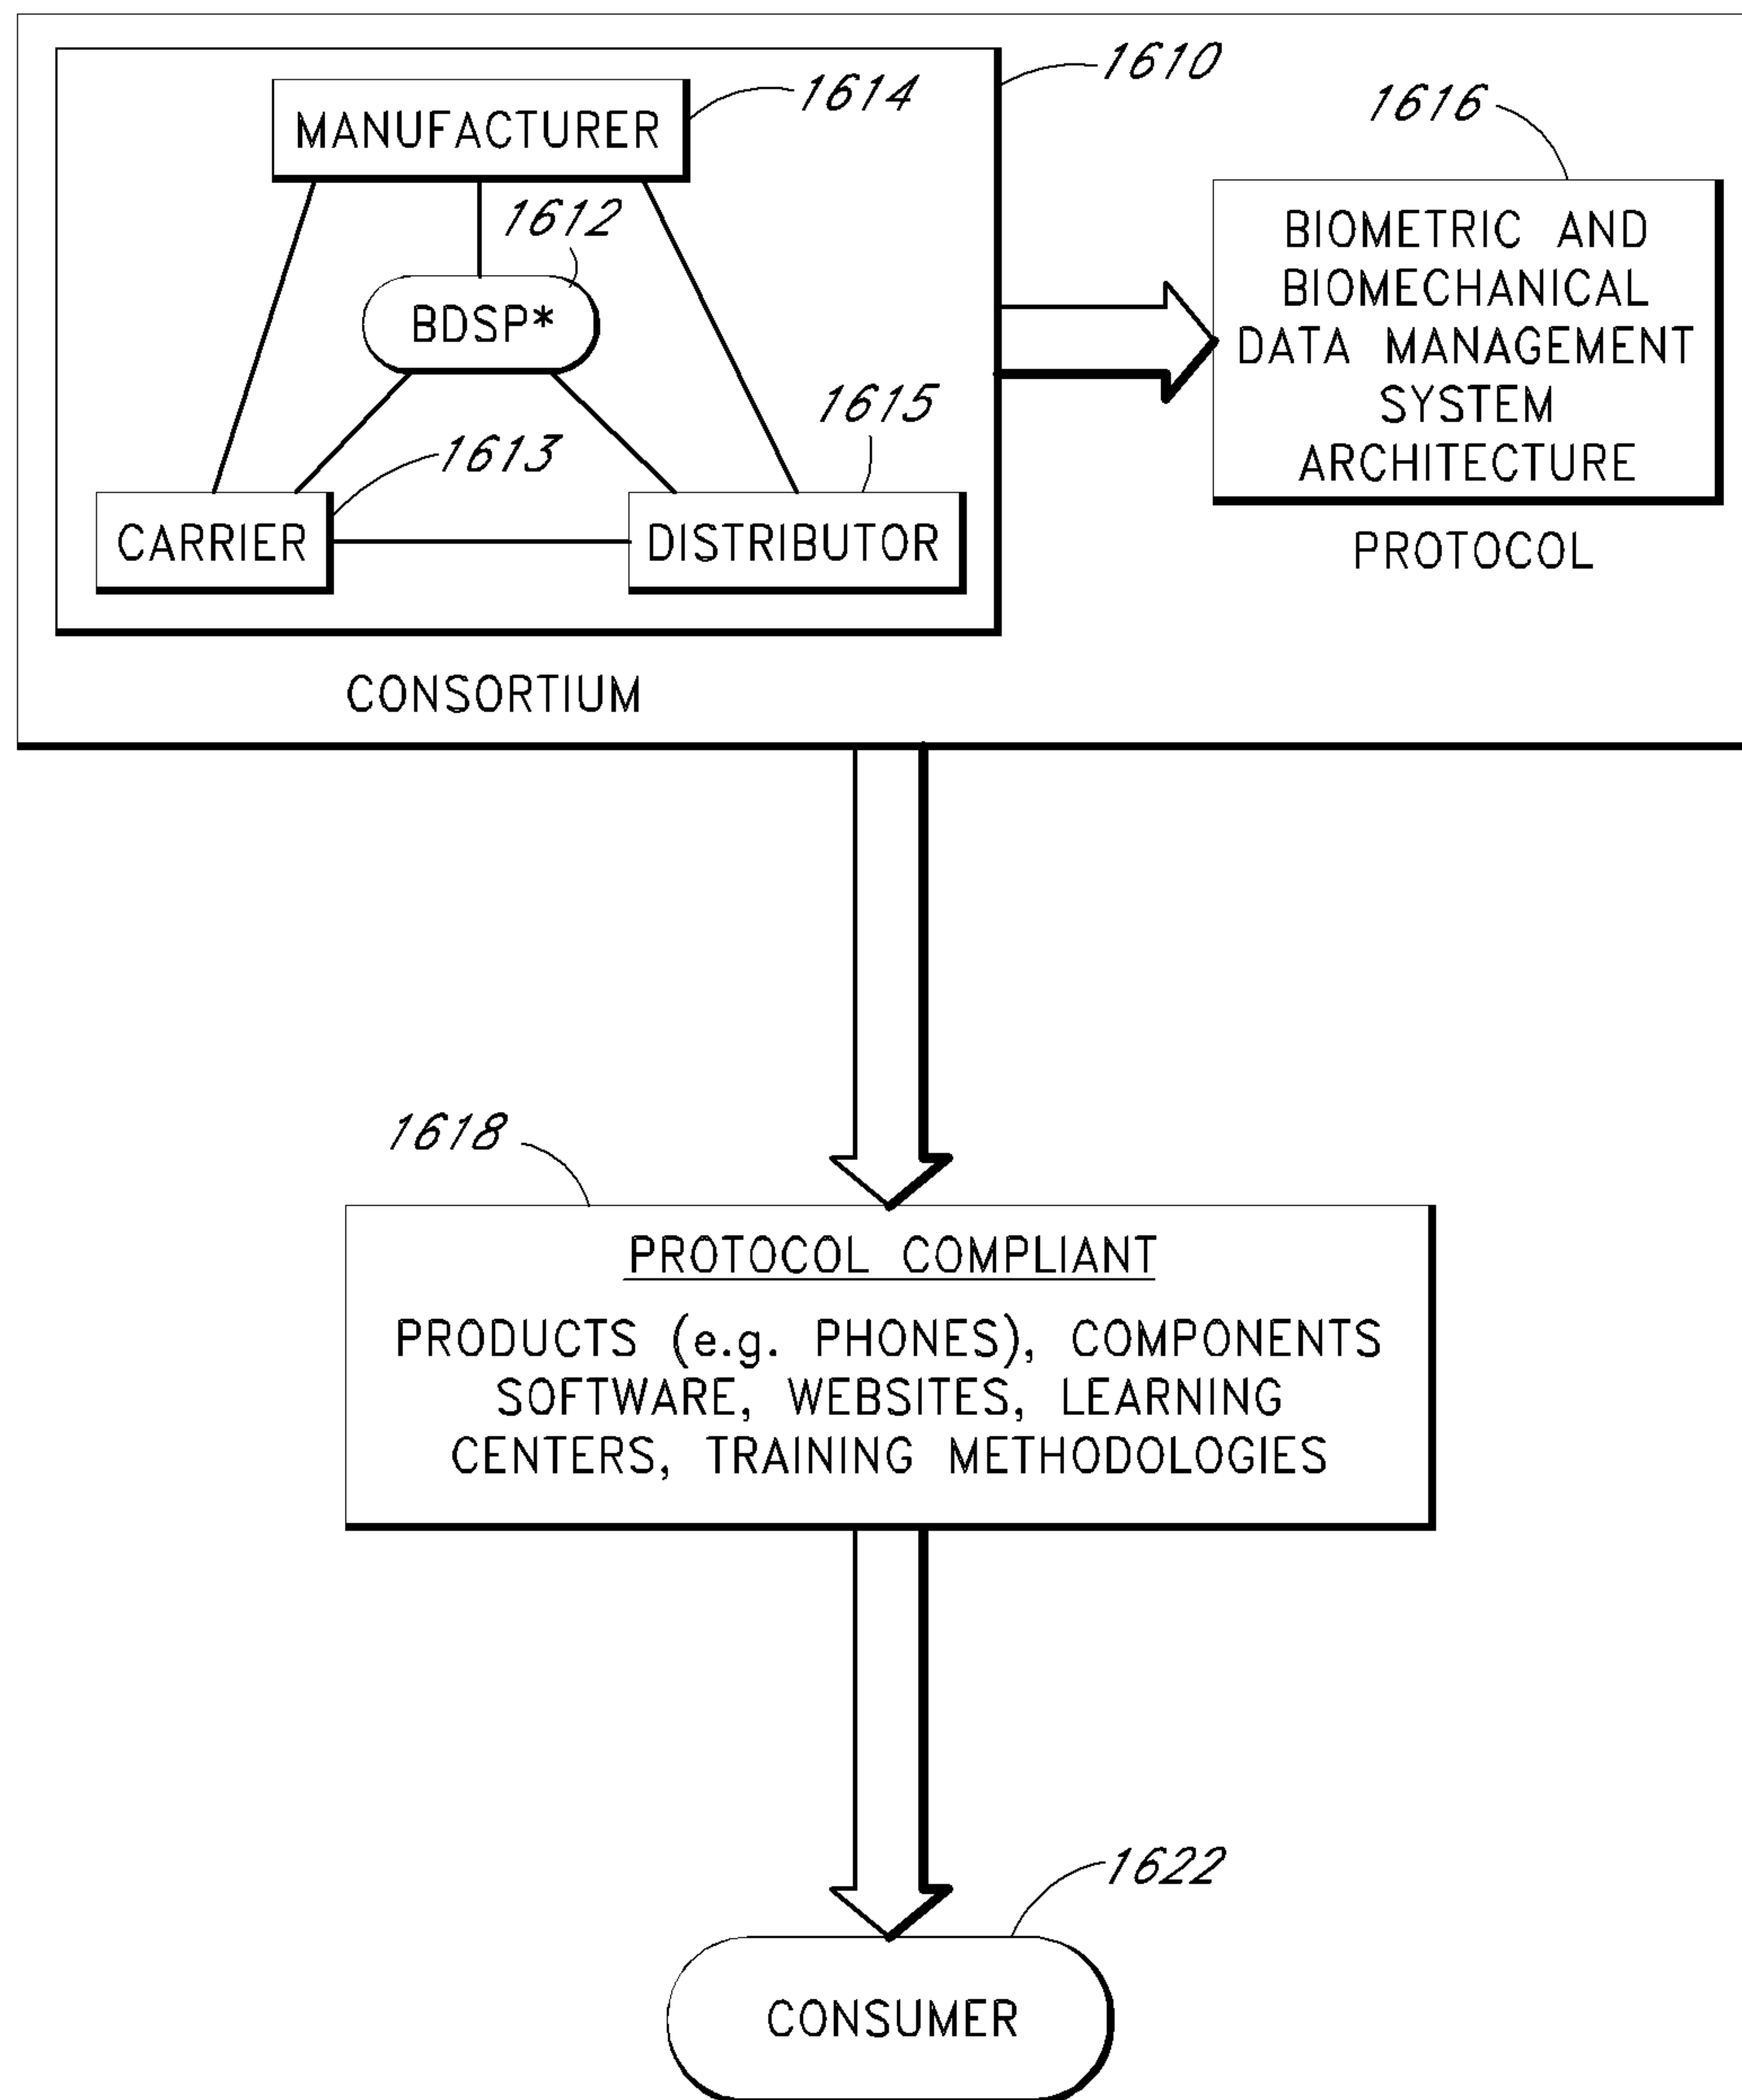 1610
1614
1616
MANUFACTURER
1612
BIOMETRIC AND
BIOMECHANICAL
DATA MANAGEMENT
SYSTEM
ARCHITECTURE
BDSP*
1615
1613
CARRIER
DISTRIBUTOR
PROTOCOL
CONSORTIUM
1618
PROTOCOL COMPLIANT
PRODUCTS (e.g. PHONES), COMPONENTS
SOFTWARE, WEBSITES, LEARNING
CENTERS, TRAINING METHODOLOGIES
1622
CONSUMER